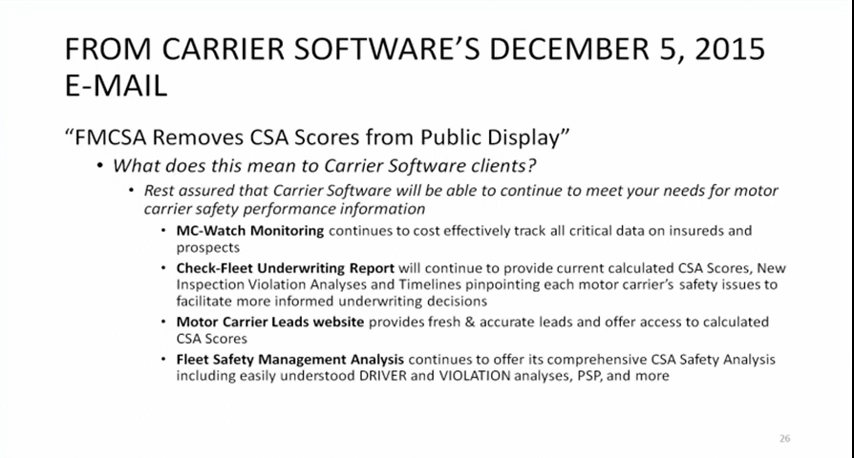 FROM CARRIER SOFTWARE’S DECEMBER 5, 2015
E-MAIL
“FMCSA Removes CSA Scores from Public Display”
• What does this mean to Carrier Software clients?
• Rest assured that Carrier Software will be able to continue to meet your needs for motor
carrier safety performance information
• MC-Watch Monitoring continues to cost effectively track all critical data on insureds and
prospects
• Check-Fleet Underwriting Report will continue to provide current calculated CSA Scores, New
Inspection Violation Analyses and Timelines pinpointing each motor carrier’s safety issues to
facilitate more informed underwriting decisions
• Motor Carrier Leads website provides fresh & accurate leads and offer access to calculated
CSA Scores
• Fleet Safety Management Analysis continues to offer its comprehensive CSA Safety Analysis
including easily understood DRIVER and VIOLATION analyses, PSP, and more
26